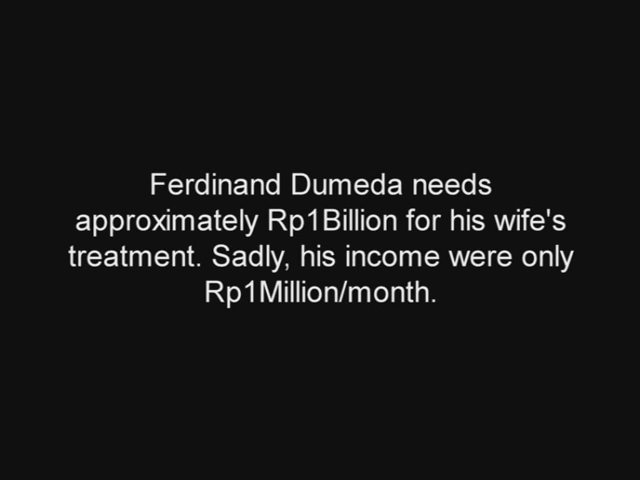 Ferdinand Dumeda needs
approximately Rp1Billion for his wife's
treatment. Sadly, his income were only
Rp1Million/month.